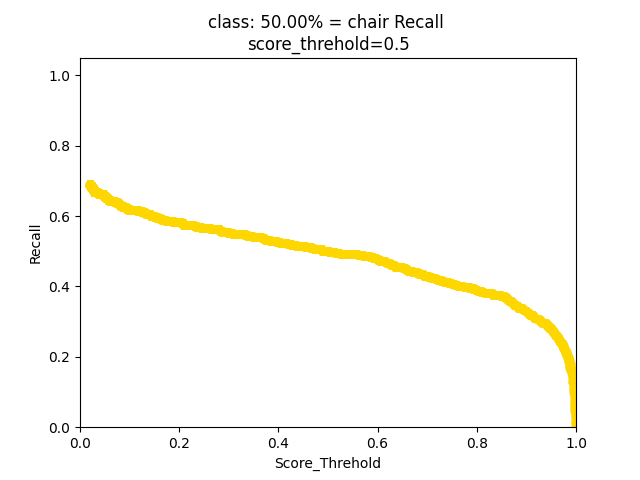 class: 50.00% = chair Recall
score_threhold=0.5
1.0
0.8
0.6
0.4
0.2
0.0
Recall
0.0 0.2 0.4 0.6 0.8 1.0
Score_Threhold